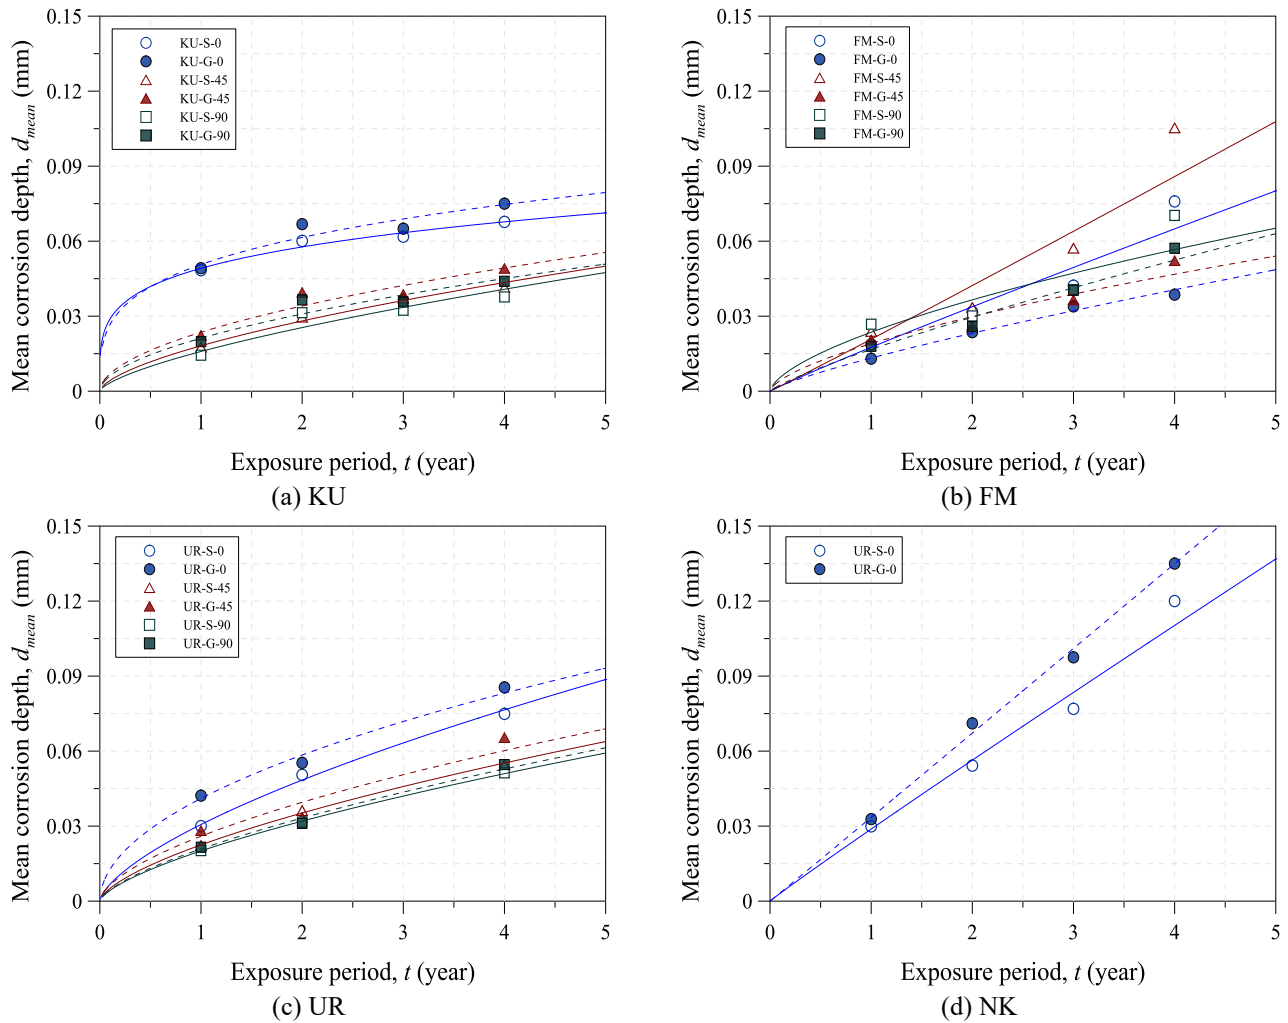 Mean corrosion depth, dmean (mm)
0.15
0.12
0.09
0.06
0.03
0
KU-S-0
KU-G-0
KU-S-45
KU-G-45
KU-S-90
KU-G-90
0 1 2 3 4 5
Exposure period, t (year)
(a) KU
Mean corrosion depth, dmean (mm)
0.15
0.12
0.09
0.06
0.03
0
FM-S-0
FM-G-0
FM-S-45
FM-G-45
FM-S-90
FM-G-90
0 1 2 3 4 5
Exposure period, t (year)
(b) FM
Mean corrosion depth, dmean (mm)
0.15
0.12
0.09
0.06
0.03
0
UR-S-0
UR-G-0
UR-S-45
UR-G-45
UR-S-90
UR-G-90
0 1 2 3 4 5
Exposure period, t (year)
(c) UR
Mean corrosion depth, dmean (mm)
0.15
0.12
0.09
0.06
0.03
0
UR-S-0
UR-G-0
0 1 2 3 4 5
Exposure period, t (year)
(d) NK